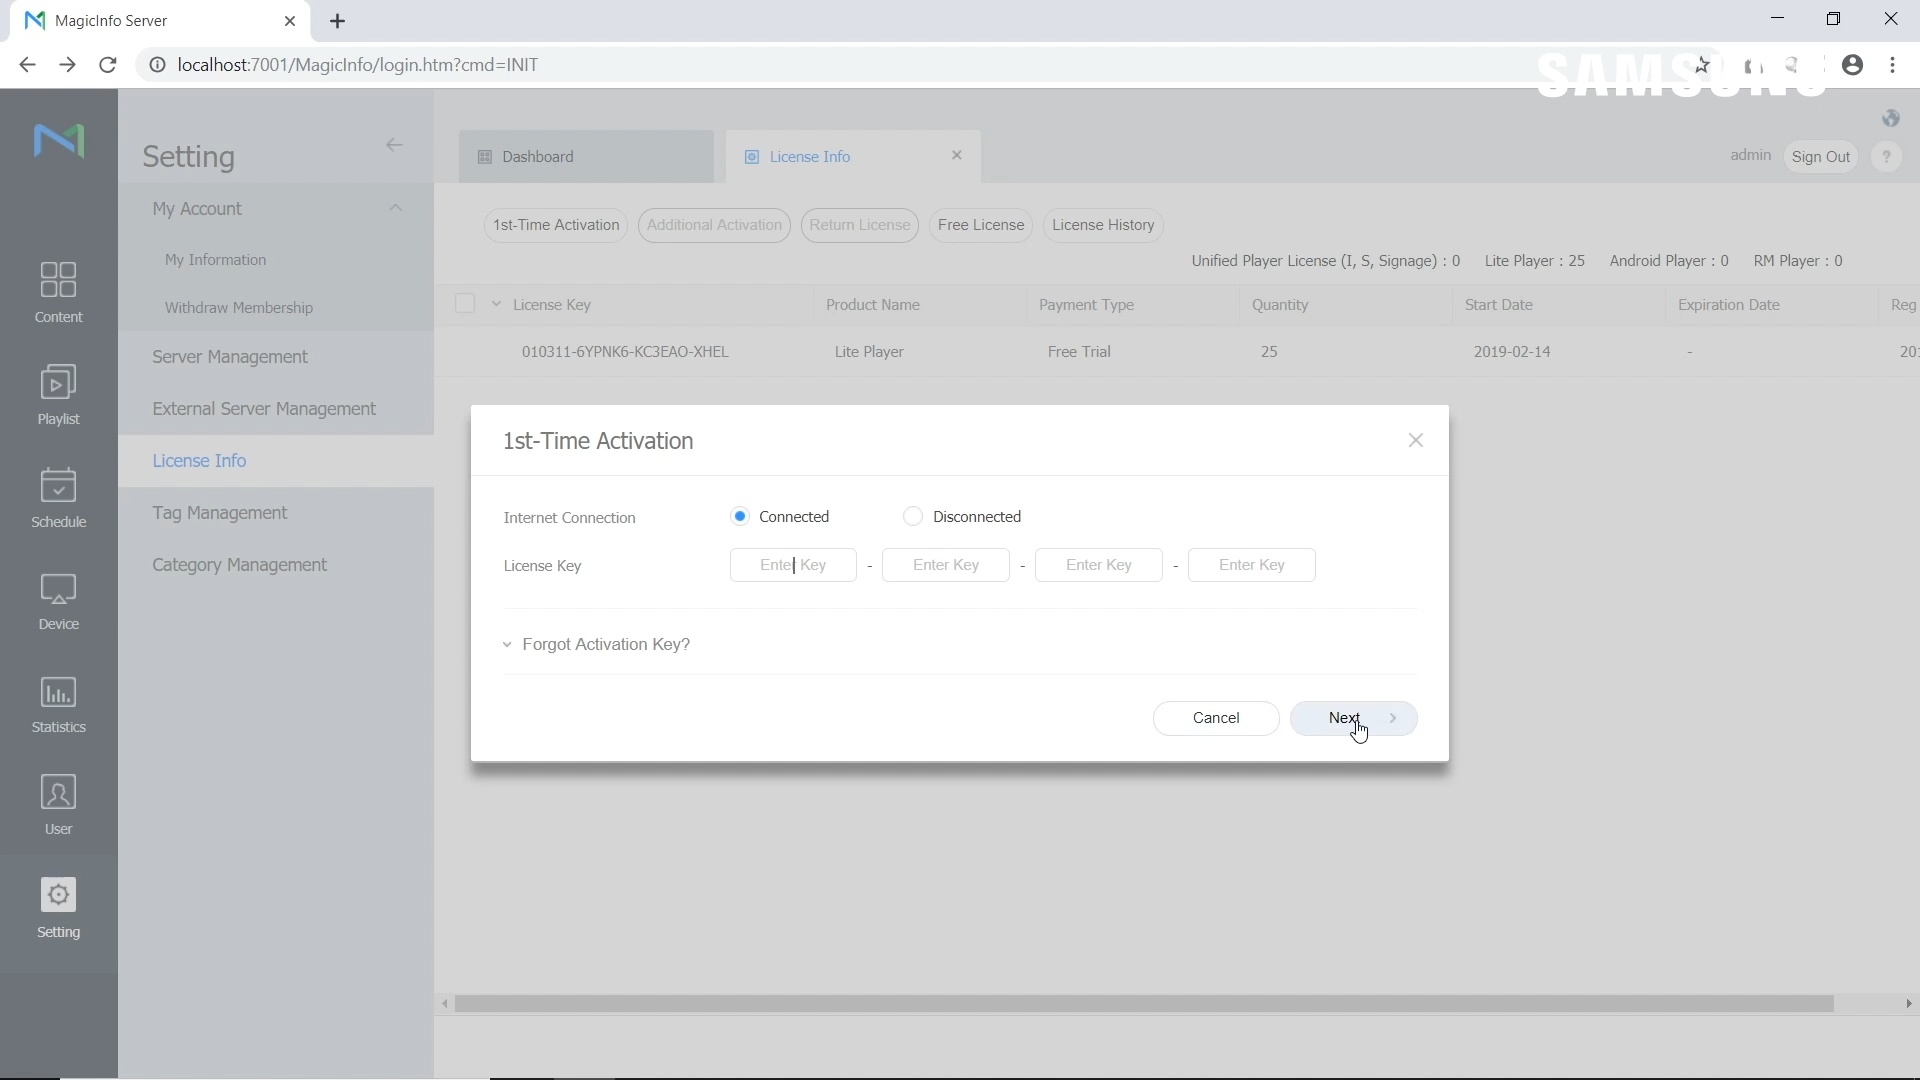 MagicInfo Server
localhost:7001/MagicInfo/login.htm?cmd=INIT
SAMSUNG
Setting
Dashboard
License Info
admin
Sign Out
?
My Account
1st-Time Activation
Additional Activation
Return License
Free License
License History
My Information
Unified Player License (I, S, Signage) : 0
Lite Player : 25
Android Player : 0
RM Player : 0
Withdraw Membership
License Key
Product Name
Payment Type
Quantity
Start Date
Expiration Date
Reg
Content
Server Management
010311-6YPNK6-KC3EAO-XHEL
Lite Player
Free Trial
25
2019-02-14
-
201
Playlist
External Server Management
1st-Time Activation
License Info
Schedule
Tag Management
Internet Connection
Connected
Disconnected
Category Management
License Key
Enter Key - Enter Key - Enter Key - Enter Key
Device
Forgot Activation Key?
Statistics
Cancel
Next
User
Setting